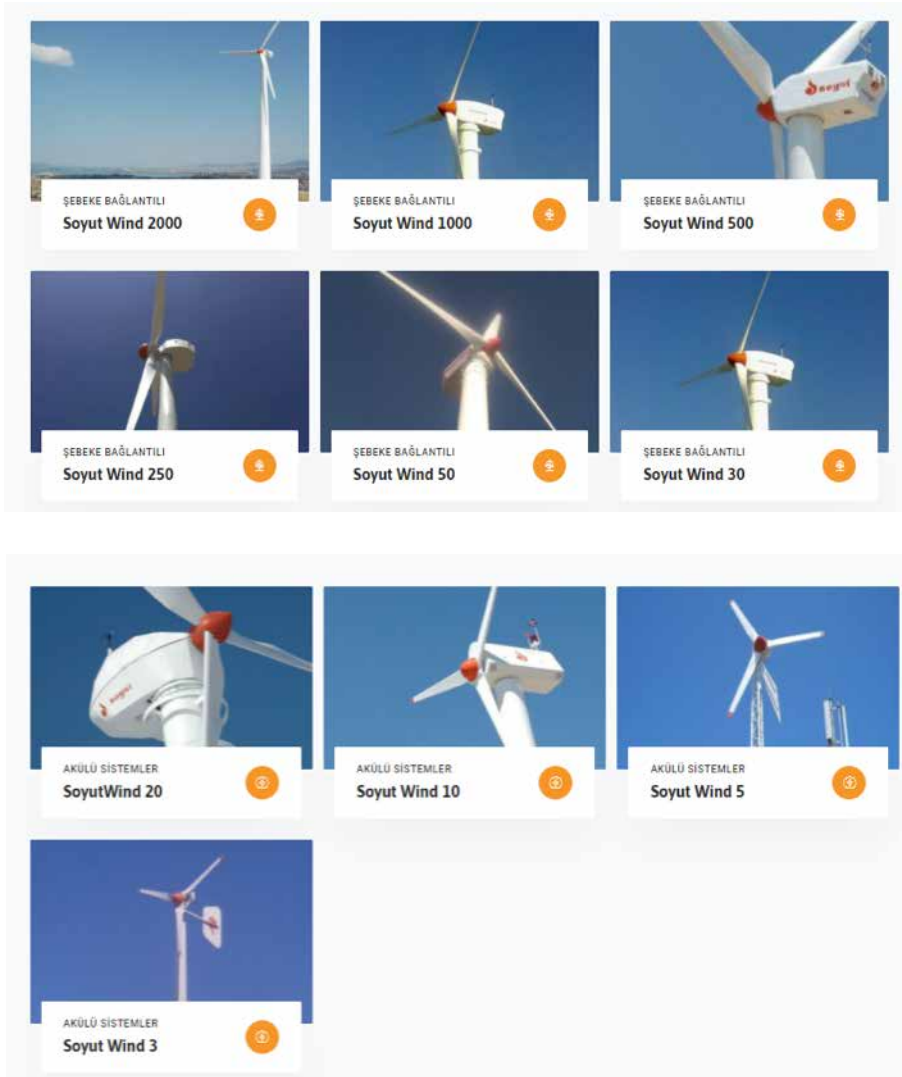 ŞEBEKE BAĞLANTILI
Soyut Wind 2000
ŞEBEKE BAĞLANTILI
Soyut Wind 1000
soyut
ŞEBEKE BAĞLANTILI
Soyut Wind 500
ŞEBEKE BAĞLANTILI
Soyut Wind 250
ŞEBEKE BAĞLANTILI
Soyut Wind 50
ŞEBEKE BAĞLANTILI
Soyut Wind 30
soyut
AKÜLÜ SİSTEMLER
SoyutWind 20
AKÜLÜ SİSTEMLER
Soyut Wind 10
AKÜLÜ SİSTEMLER
Soyut Wind 5
AKÜLÜ SİSTEMLER
Soyut Wind 3